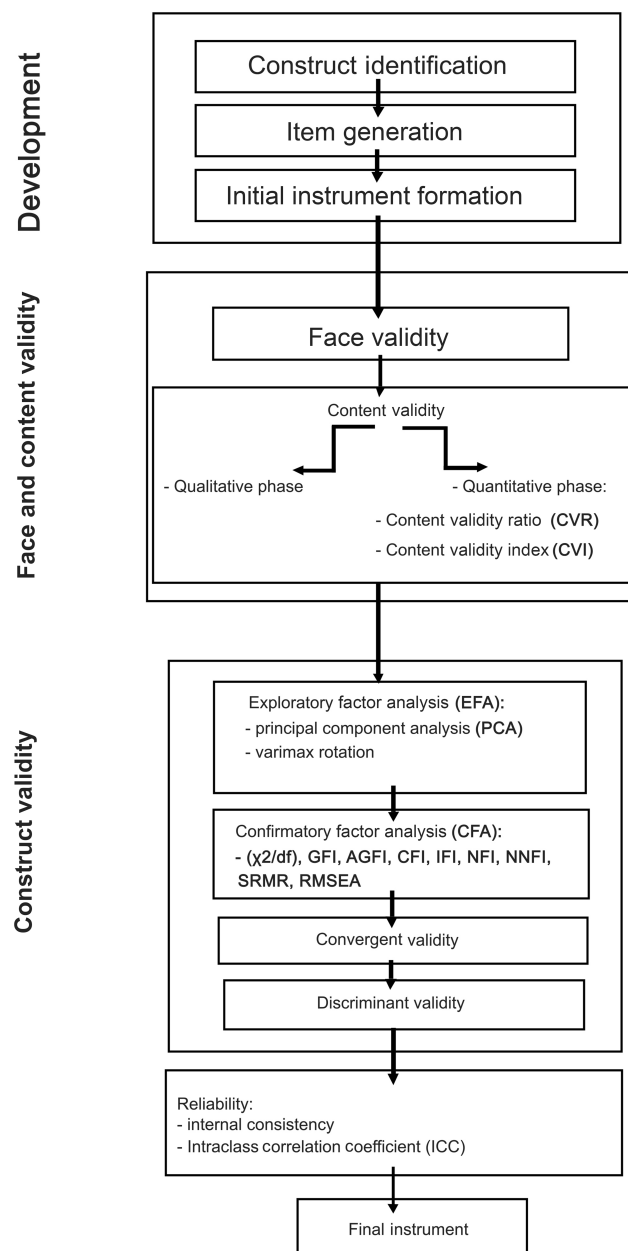 Development
Construct identification
Item generation
Initial instrument formation
Face and content validity
Face validity
Content validity
- Qualitative phase
- Quantitative phase:
- Content validity ratio (CVR)
- Content validity index (CVI)
Construct validity
Exploratory factor analysis (EFA):
- principal component analysis (PCA)
- varimax rotation
Confirmatory factor analysis (CFA):
- (χ2/df), GFI, AGFI, CFI, IFI, NFI, NNFI,
SRMR, RMSEA
Convergent validity
Discriminant validity
Reliability:
- internal consistency
- Intraclass correlation coefficient (ICC)
Final instrument